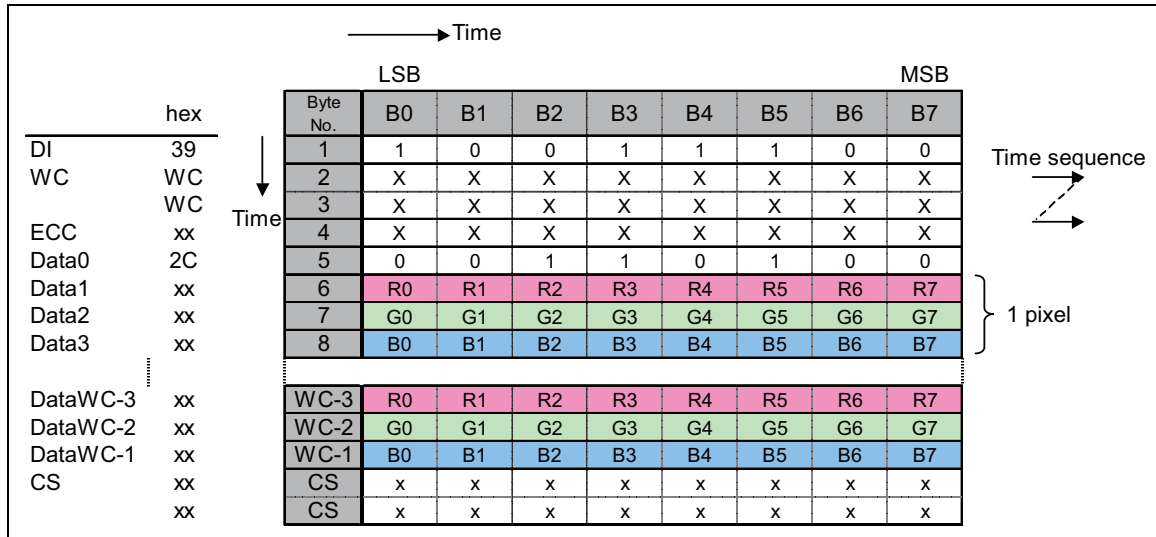 Time
LSB MSB
hex Byte No. B0 B1 B2 B3 B4 B5 B6 B7
DI 39 1 1 0 0 1 1 1 0 0
WC WC 2 X X X X X X X X
WC 3 X X X X X X X X
Time
ECC xx 4 X X X X X X X X
Data0 2C 5 0 0 1 1 0 1 0 0
Data1 xx 6 R0 R1 R2 R3 R4 R5 R6 R7
Data2 xx 7 G0 G1 G2 G3 G4 G5 G6 G7
Data3 xx 8 B0 B1 B2 B3 B4 B5 B6 B7
Time sequence
1 pixel
DataWC-3 xx WC-3 R0 R1 R2 R3 R4 R5 R6 R7
DataWC-2 xx WC-2 G0 G1 G2 G3 G4 G5 G6 G7
DataWC-1 xx WC-1 B0 B1 B2 B3 B4 B5 B6 B7
CS xx CS x x x x x x x x
xx CS x x x x x x x x